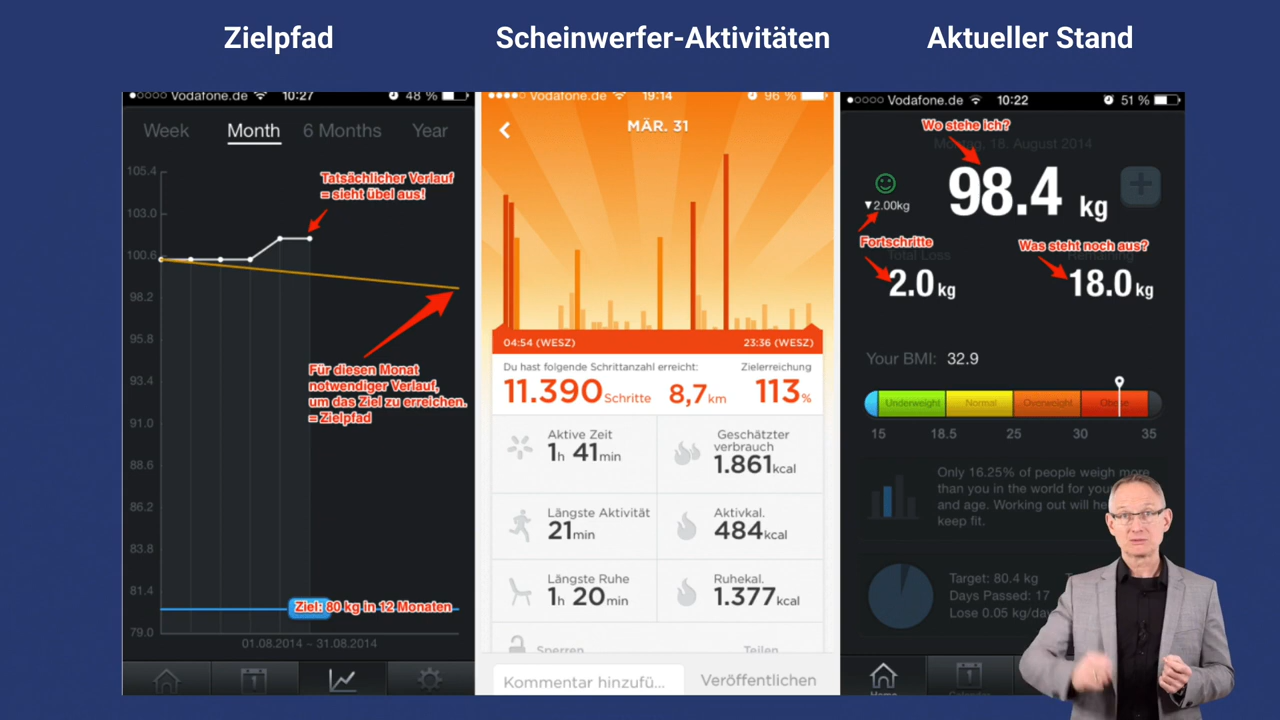 Zielpfad
Scheinwerfer-Aktivitäten
Aktueller Stand
Vodafone.de 10:27 48 %
Week Month 6 Months Year
105.4
103.0
100.6
98.2
95.8
93.4
91.0
88.6
86.2
83.8
81.4
79.0
Tatsächlicher Verlauf
= sieht übel aus!
Für diesen Monat
notwendiger Verlauf,
um das Ziel zu erreichen.
= Zielpfad
Ziel: 80 kg in 12 Monaten
01.08.2014 – 31.08.2014
1
Vodafone.de 19:14 96 %
MÄR. 31
04:54 (WESZ) 23:36 (WESZ)
Du hast folgende Schrittanzahl erreicht: Zielerreichung
11.390 Schritte 8,7 km 113 %
Aktive Zeit
1h 41min
Geschätzter
verbrauch
1.861kcal
Längste Aktivität
21min
Aktivkal.
484kcal
Längste Ruhe
1h 20min
Ruhekal.
1.377kcal
Sperren Teilen
Kommentar hinzufü... Veröffentlichen
Vodafone.de 10:22 51 %
Wo stehe ich?
Montag, 18. August 2014
98.4 kg
▼2.00kg
Fortschritte
Was steht noch aus?
Total Loss
Remaining
2.0 kg
18.0 kg
Your BMI: 32.9
Underweight Normal Overweight Obese
15 18.5 25 30 35
Only 16.25% of people weigh more
than you in the world for your
and age. Working out will
keep fit.
Target: 80.4 kg
Days Passed: 17
Lose 0.05 kg/day
Home
1
Calendar